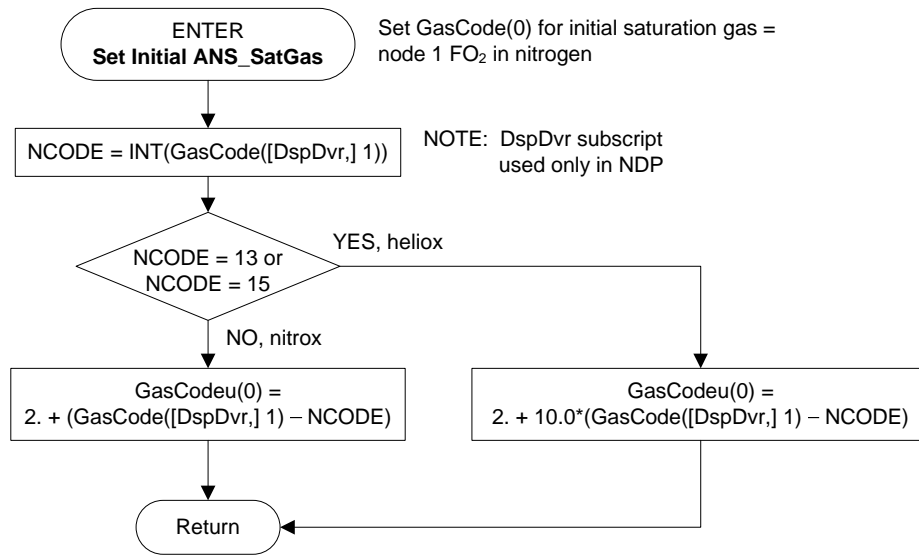 ENTER
Set Initial ANS_SatGas
Set GasCode(0) for initial saturation gas =
node 1 FO₂ in nitrogen
NCODE = INT(GasCode([DspDvr,] 1))
NOTE: DspDvr subscript
used only in NDP
NCODE = 13 or
NCODE = 15
YES, heliox
NO, nitrox
GasCodeu(0) =
2. + (GasCode([DspDvr,] 1) – NCODE)
GasCodeu(0) =
2. + 10.0*(GasCode([DspDvr,] 1) – NCODE)
Return